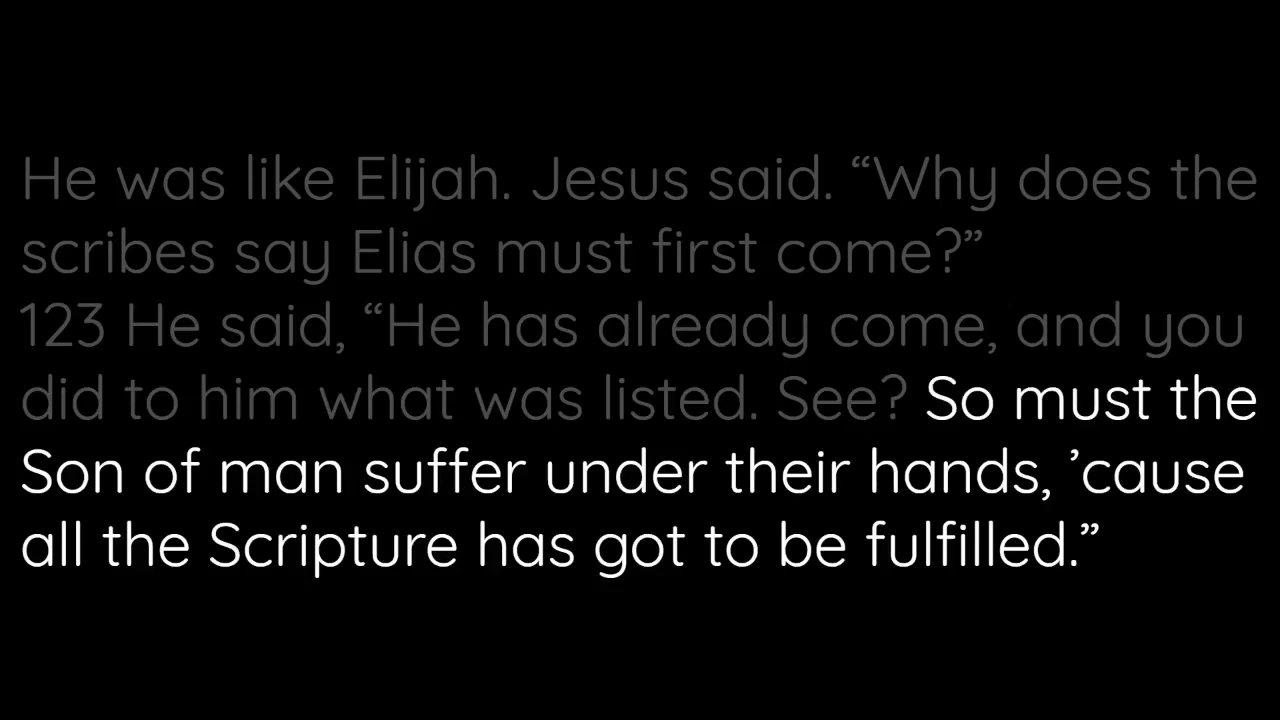 He was like Elijah. Jesus said. “Why does the
scribes say Elias must first come?”
123 He said, “He has already come, and you
did to him what was listed. See? So must the
Son of man suffer under their hands, ’cause
all the Scripture has got to be fulfilled.”